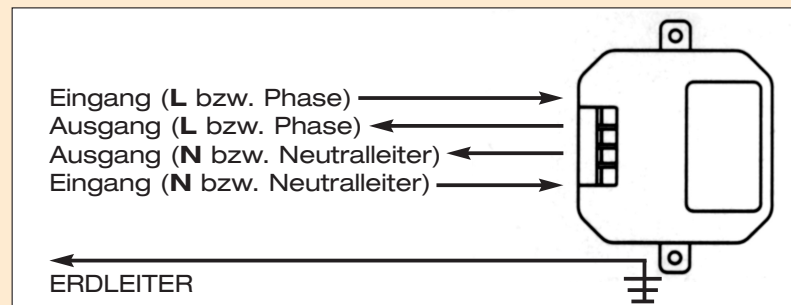 Eingang (L bzw. Phase)
Ausgang (L bzw. Phase)
Ausgang (N bzw. Neutralleiter)
Eingang (N bzw. Neutralleiter)
ERDLEITER